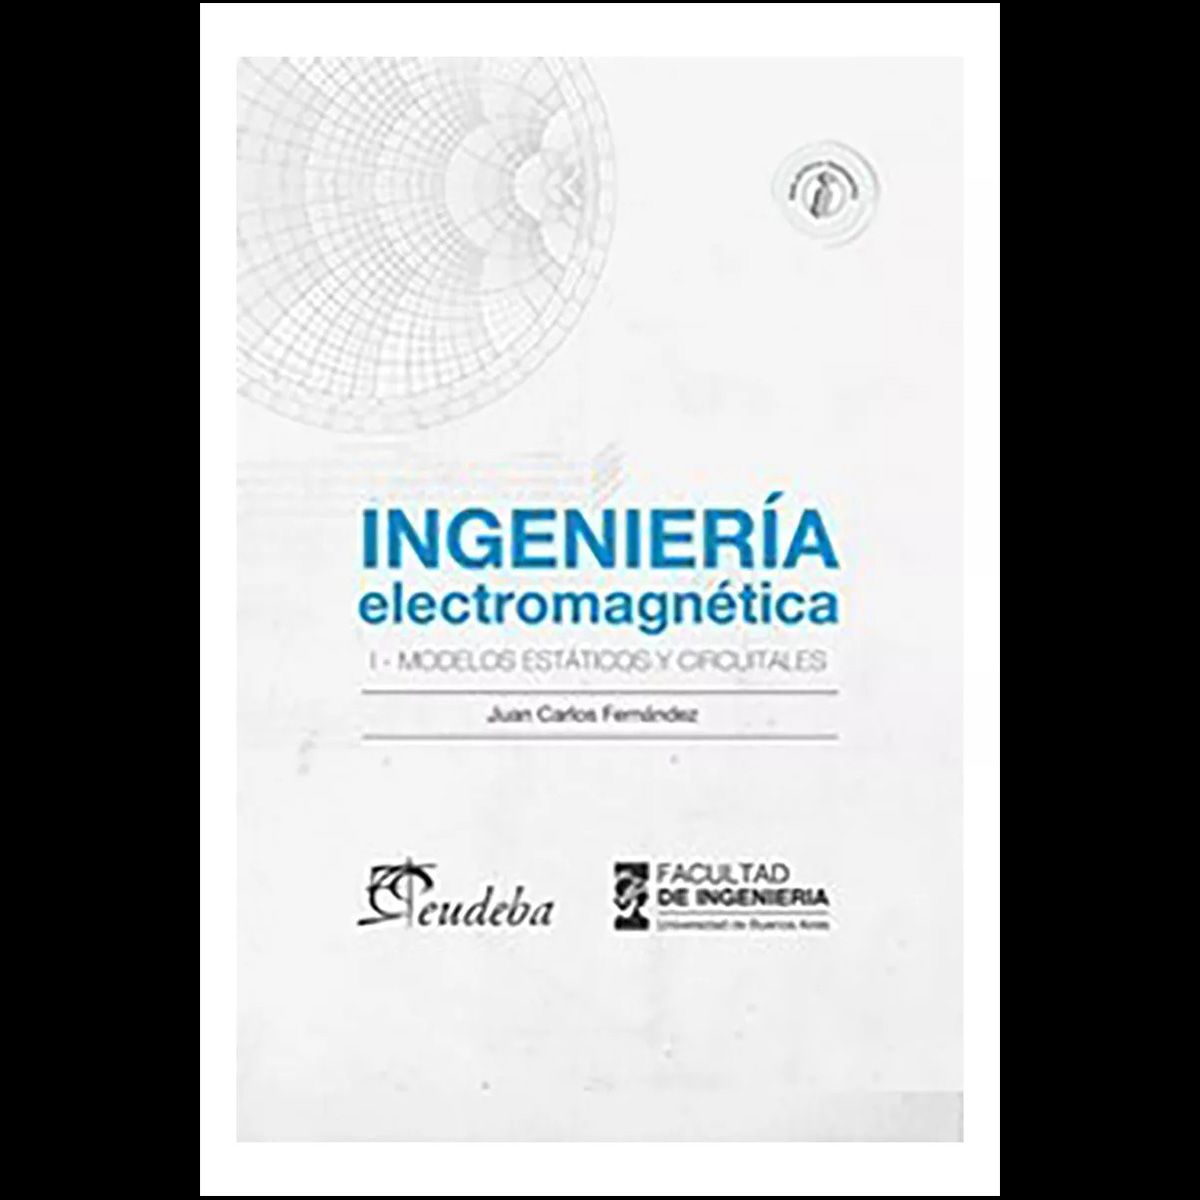 INGENIERÍA
electromagnética
I - MODELOS ESTÁTICOS Y CIRCUITALES
Juan Carlos Fernández
eudeba
FACULTAD
DE INGENIERIA
Universidad de Buenos Aires